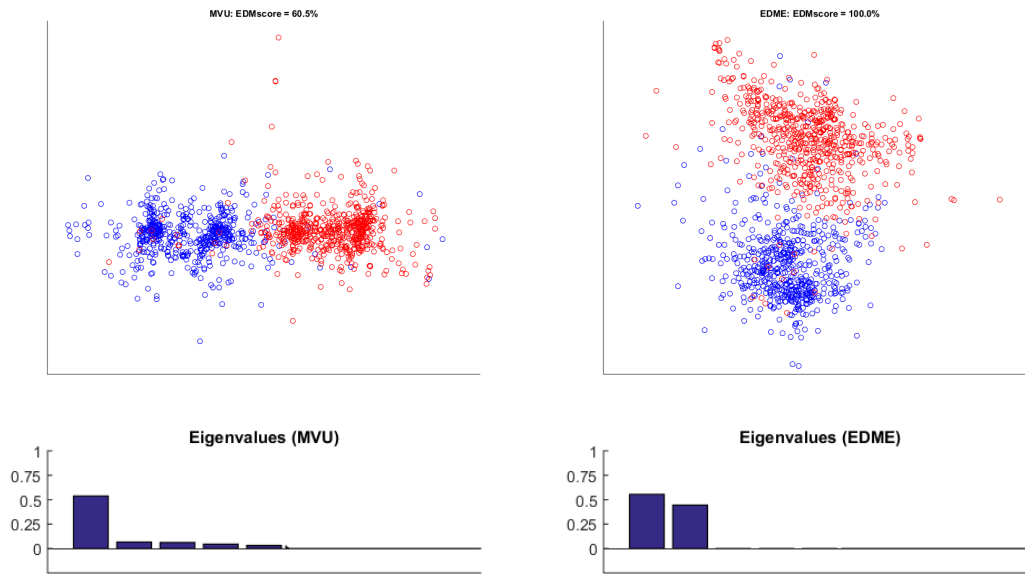 MVU: EDMscore = 60.5%
EDME: EDMscore = 100.0%
Eigenvalues (MVU)
1
0.75
0.5
0.25
0
Eigenvalues (EDME)
1
0.75
0.5
0.25
0